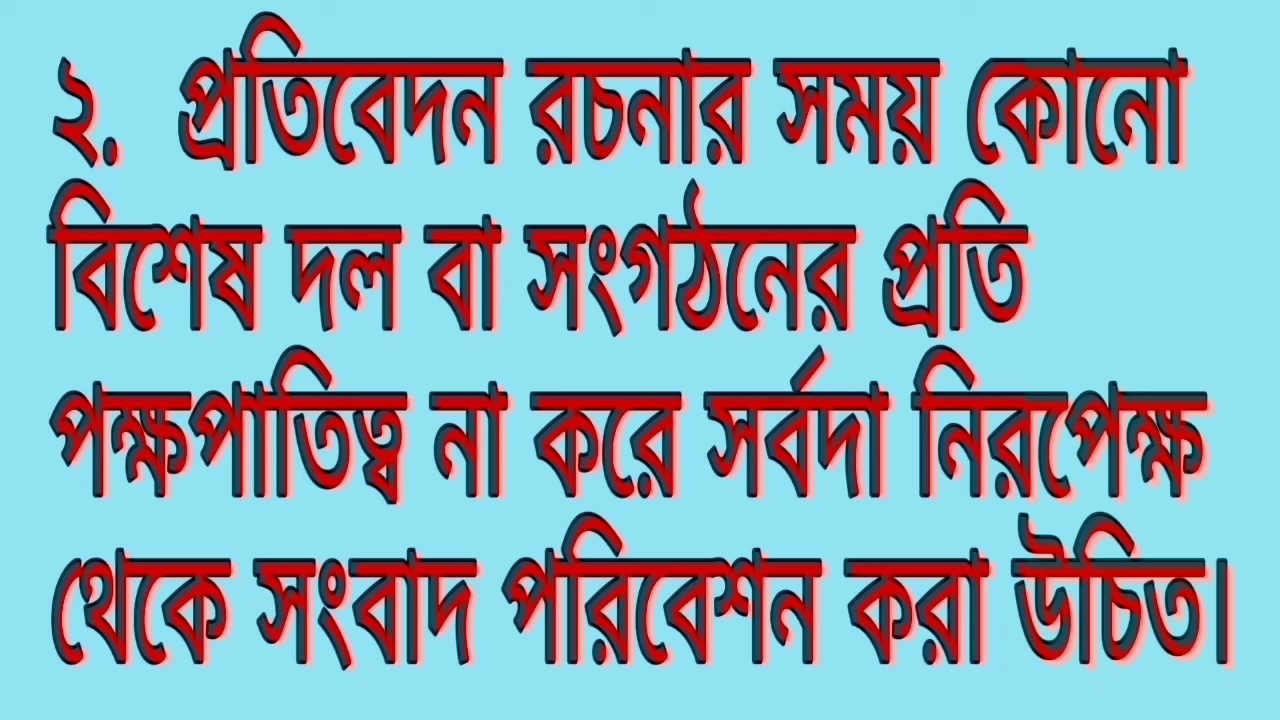 ২. প্রতিবেদন রচনার সময় কোনো
বিশেষ দল বা সংগঠনের প্রতি
পক্ষপাতিত্ব না করে সর্বদা নিরপেক্ষ
থেকে সংবাদ পরিবেশন করা উচিত।